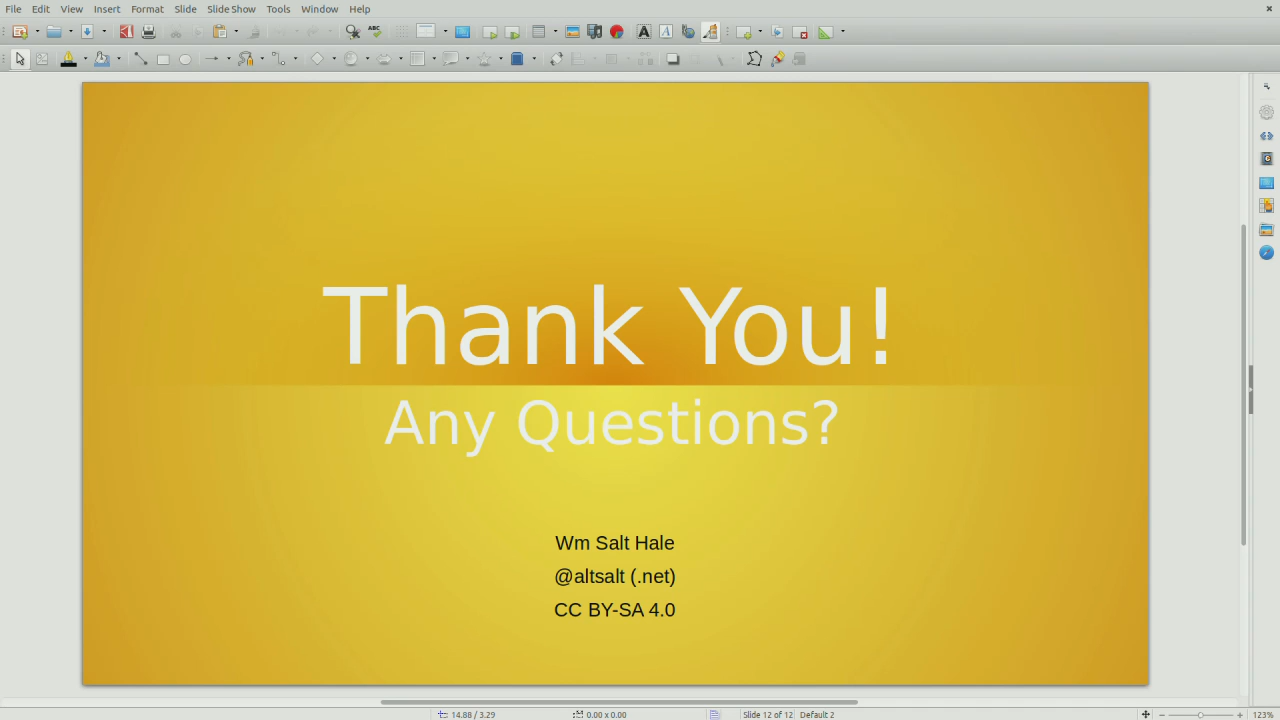 File Edit View Insert Format Slide Slide Show Tools Window Help
Thank You!
Any Questions?
Wm Salt Hale
@altsalt (.net)
CC BY-SA 4.0
14.88 / 3.29 0.00 x 0.00 Slide 12 of 12 Default 2 123%